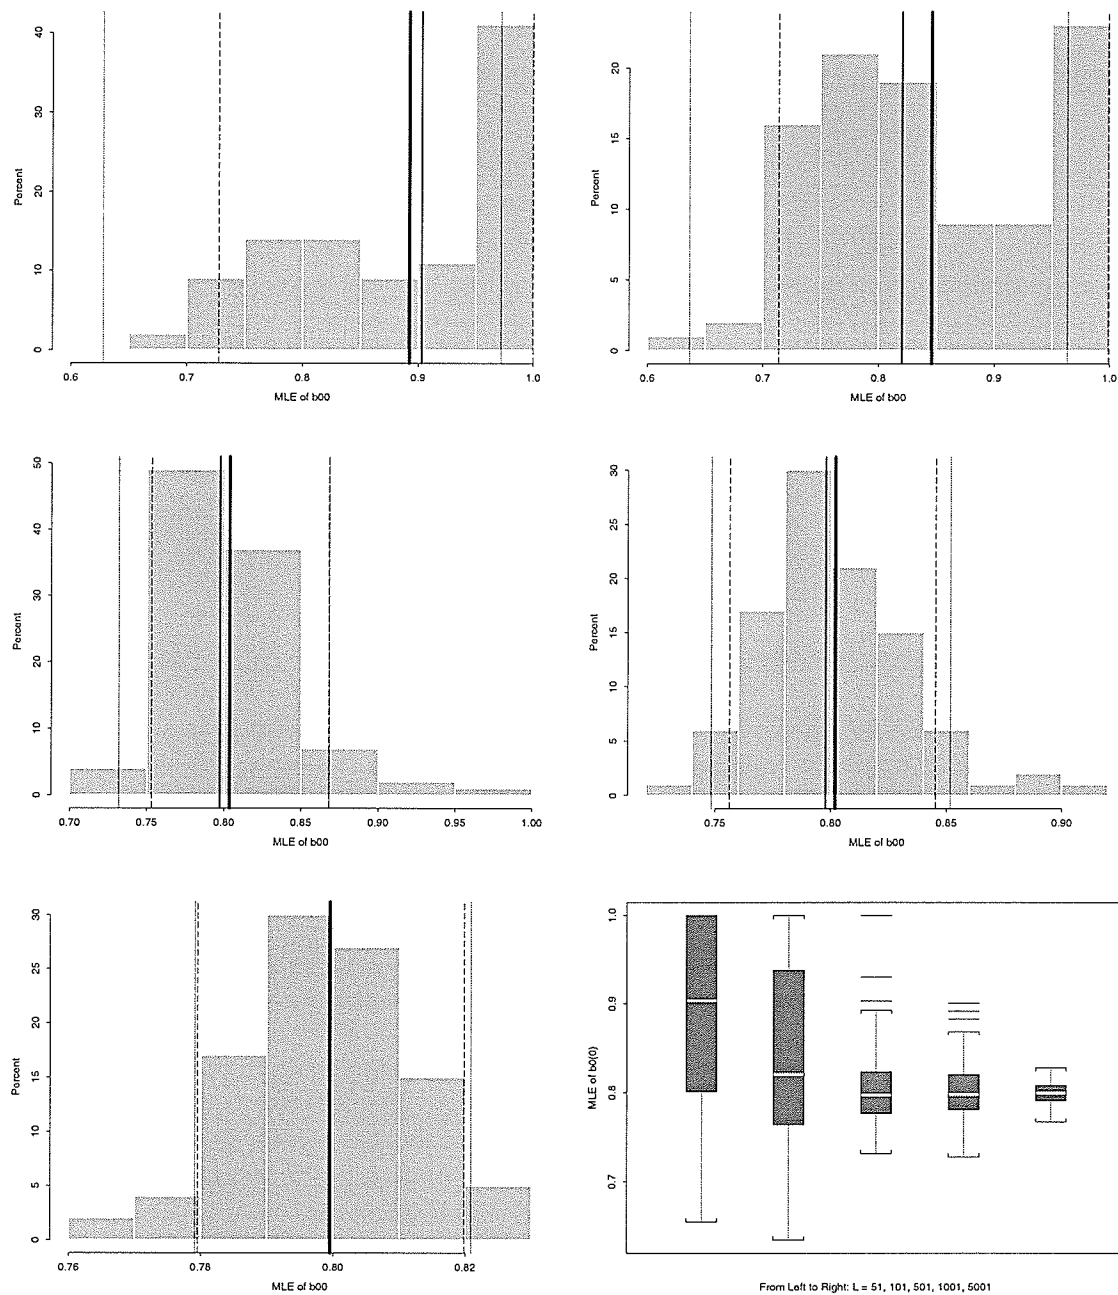 Percent
40
30
20
10
0
0.6 0.7 0.8 0.9 1.0
MLE of b00
Percent
20
15
10
5
0
0.6 0.7 0.8 0.9 1.0
MLE of b00
Percent
50
40
30
20
10
0
0.70 0.75 0.80 0.85 0.90 0.95 1.00
MLE of b00
Percent
30
25
20
15
10
5
0
0.75 0.80 0.85 0.90
MLE of b00
Percent
30
25
20
15
10
5
0
0.76 0.78 0.80 0.82
MLE of b00
MLE of b0(0)
1.0
0.9
0.8
0.7
From Left to Right: L = 51, 101, 501, 1001, 5001